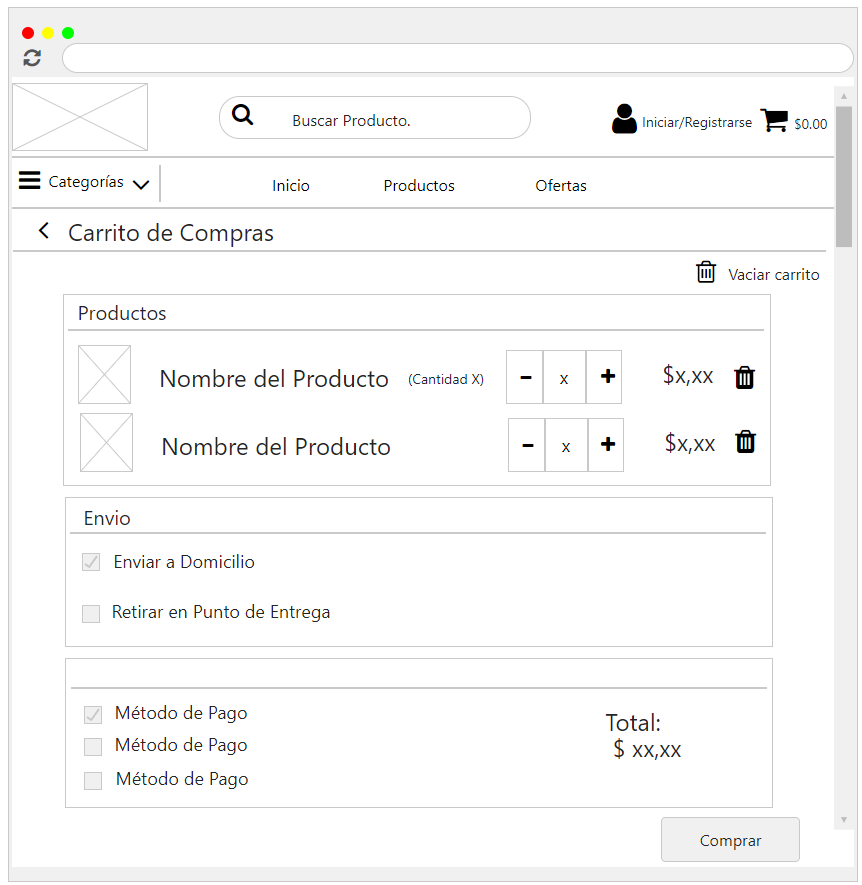 Buscar Producto.
Iniciar/Registrarse
$0.00
Categorías
Inicio
Productos
Ofertas
Carrito de Compras
Vaciar carrito
Productos
Nombre del Producto (Cantidad X) - x + $x,xx
Nombre del Producto - x + $x,xx
Envio
Enviar a Domicilio
Retirar en Punto de Entrega
Método de Pago
Método de Pago
Método de Pago
Total:
$ xx,xx
Comprar